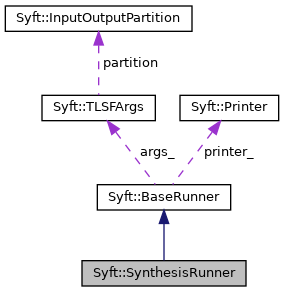 Syft::InputOutputPartition
partition
Syft::TLSFArgs
Syft::Printer
args_
printer_
Syft::BaseRunner
Syft::SynthesisRunner